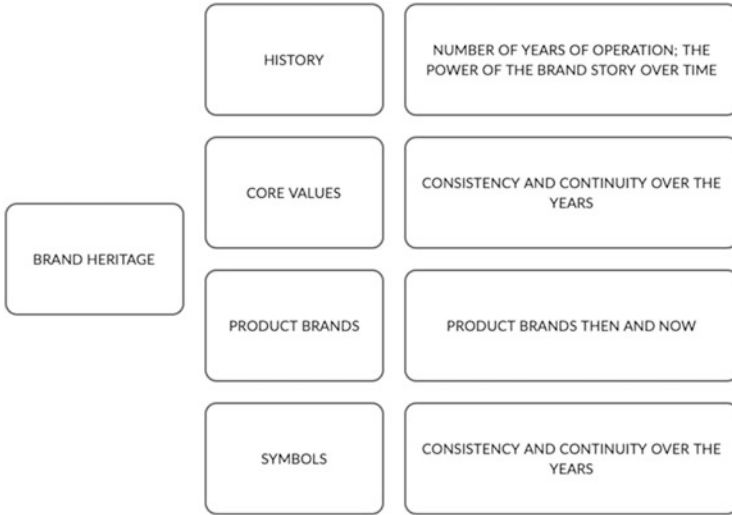 HISTORY
NUMBER OF YEARS OF OPERATION; THE
POWER OF THE BRAND STORY OVER TIME
CORE VALUES
CONSISTENCY AND CONTINUITY OVER THE
YEARS
BRAND HERITAGE
PRODUCT BRANDS
PRODUCT BRANDS THEN AND NOW
SYMBOLS
CONSISTENCY AND CONTINUITY OVER THE
YEARS